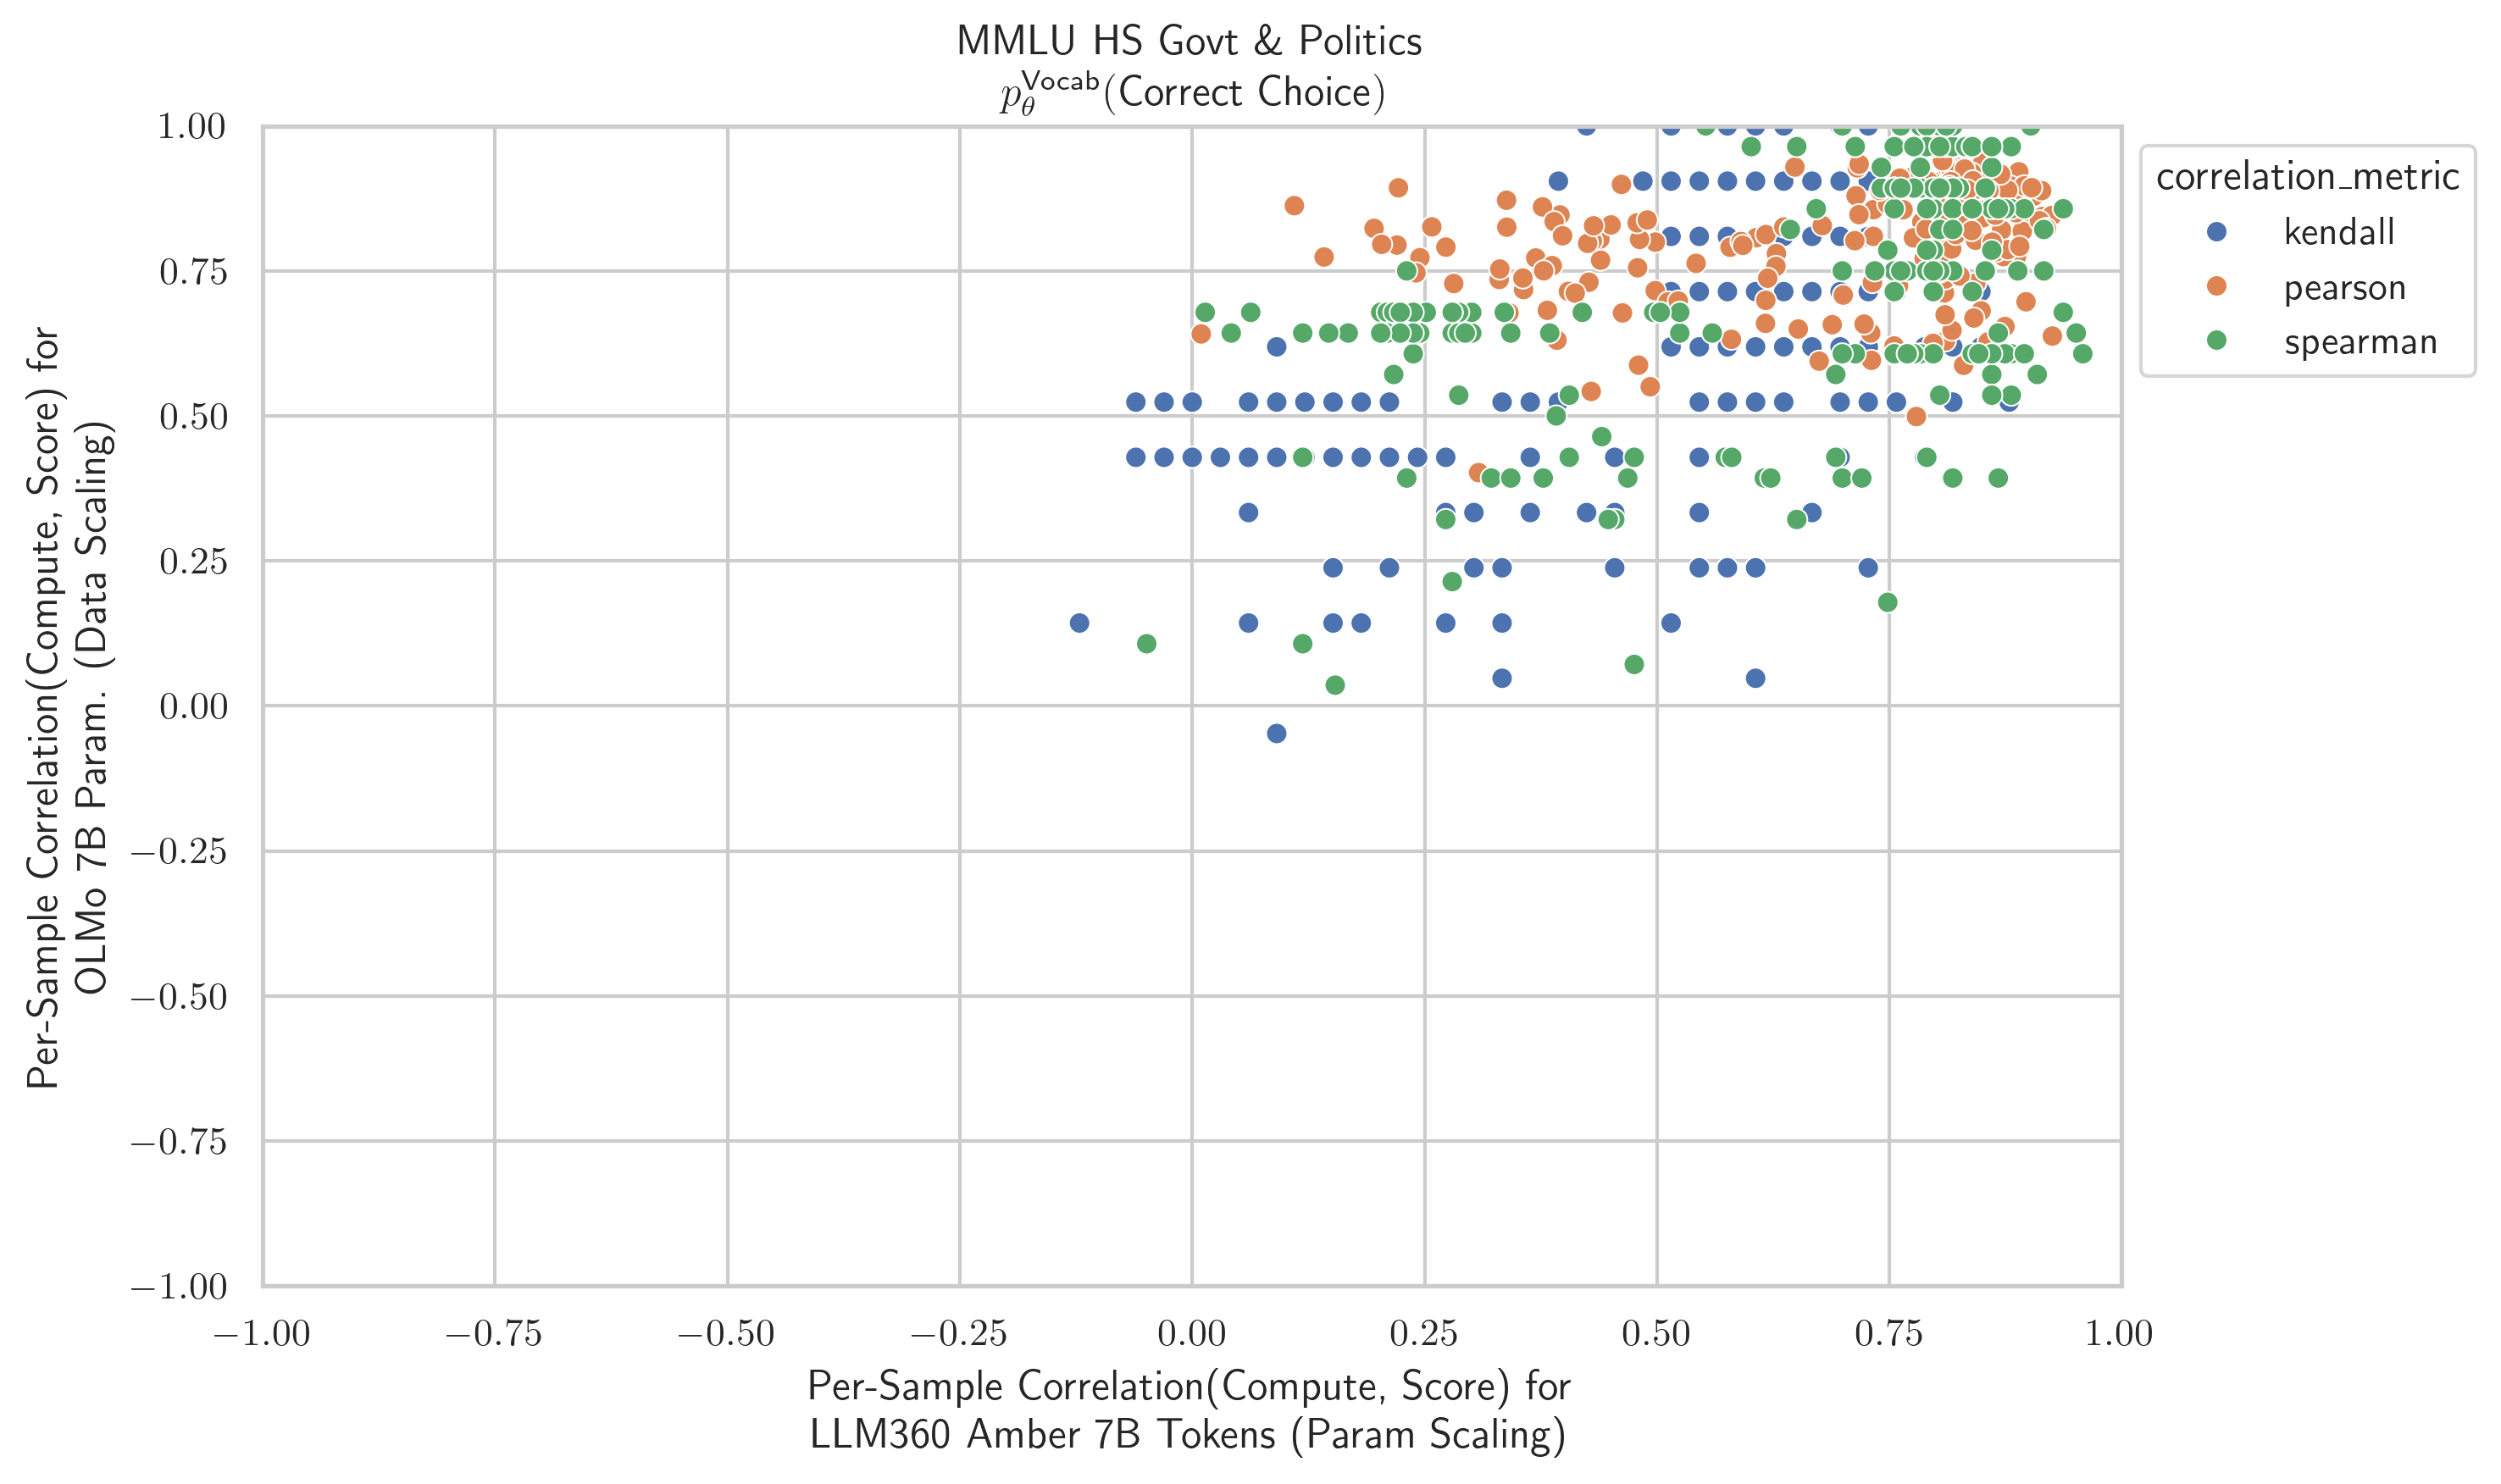 MMLU HS Govt & Politics
p_θ^Vocab(Correct Choice)
1.00
0.75
0.50
0.25
0.00
−0.25
−0.50
−0.75
−1.00
Per-Sample Correlation(Compute, Score) for
OLMo 7B Param. (Data Scaling)
correlation_metric
kendall
pearson
spearman
−1.00 −0.75 −0.50 −0.25 0.00 0.25 0.50 0.75 1.00
Per-Sample Correlation(Compute, Score) for
LLM360 Amber 7B Tokens (Param Scaling)